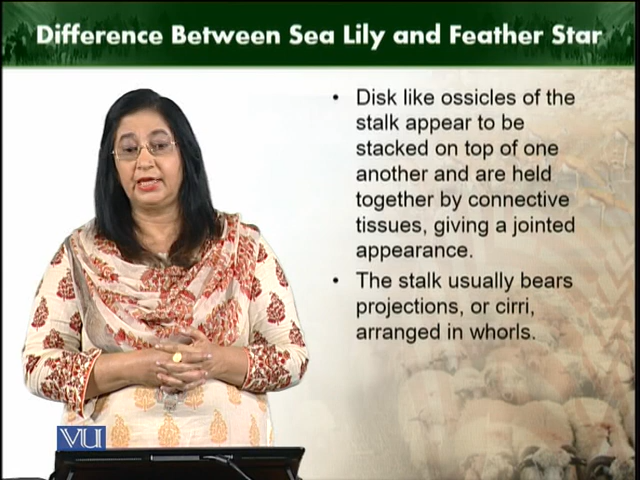 Difference Between Sea Lily and Feather Star
• Disk like ossicles of the
stalk appear to be
stacked on top of one
another and are held
together by connective
tissues, giving a jointed
appearance.
• The stalk usually bears
projections, or cirri,
arranged in whorls.
VU